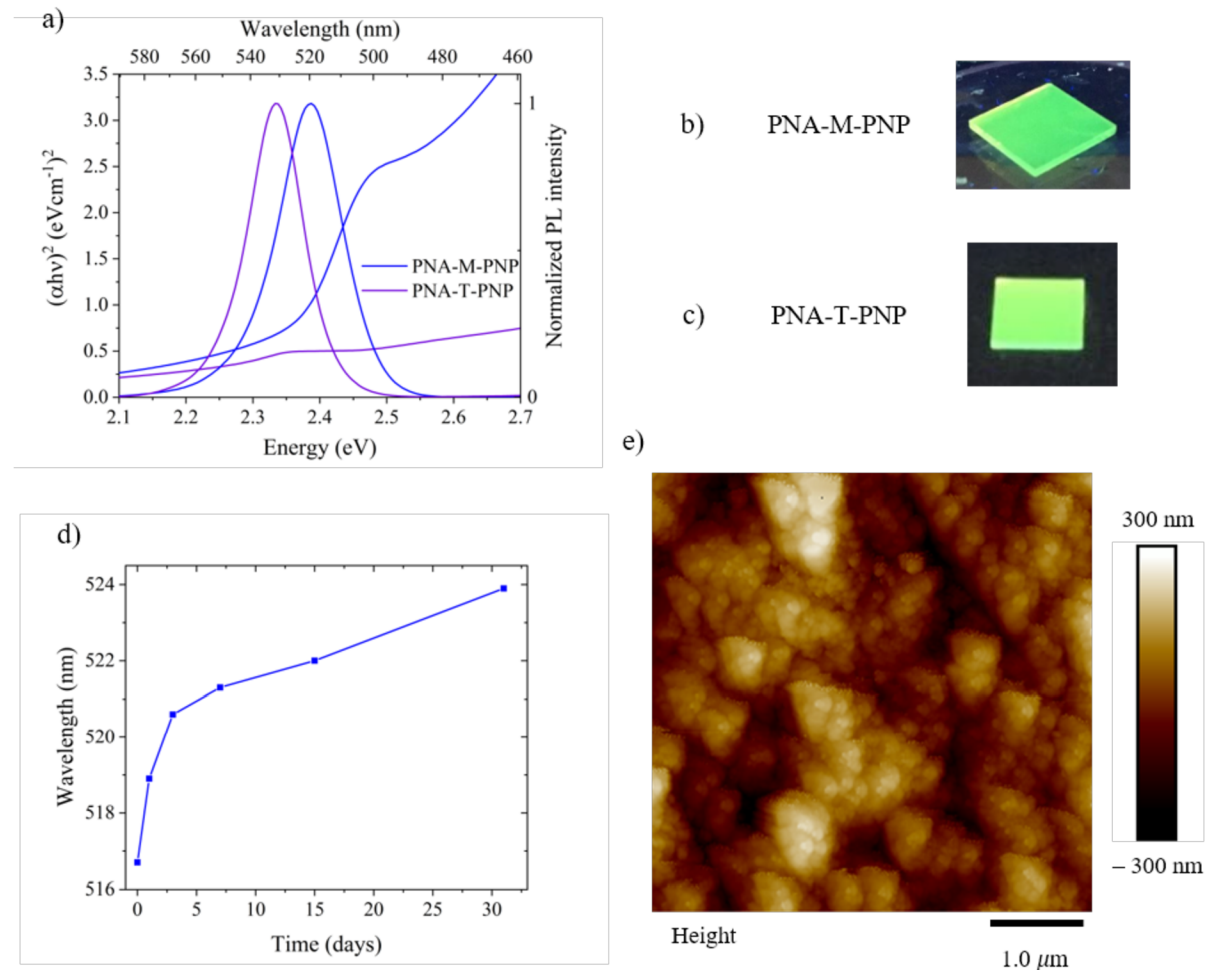 a)
Wavelength (nm)
580 560 540 520 500 480 460
3.5
3.0
2.5
2.0
1.5
1.0
0.5
0.0
(αhν)² (eVcm⁻¹)²
1
0
Normalized PL intensity
PNA-M-PNP
PNA-T-PNP
2.1 2.2 2.3 2.4 2.5 2.6 2.7
Energy (eV)
b) PNA-M-PNP
c) PNA-T-PNP
d)
524
522
520
518
516
Wavelength (nm)
0 5 10 15 20 25 30
Time (days)
e)
300 nm
– 300 nm
Height
1.0 μm